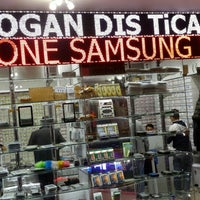 OGAN DIS TiCA
ONE SAMSUNG